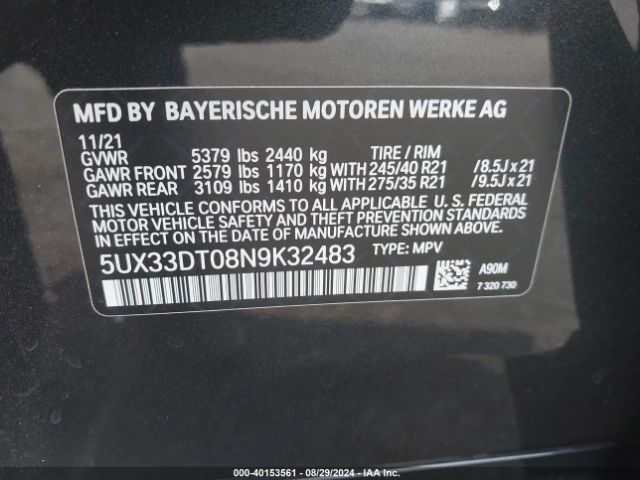 MFD BY BAYERISCHE MOTOREN WERKE AG
11/21
GVWR 5379 lbs 2440 kg TIRE / RIM
GAWR FRONT 2579 lbs 1170 kg WITH 245/40 R21 /8.5J x 21
GAWR REAR 3109 lbs 1410 kg WITH 275/35 R21 /9.5J x 21
THIS VEHICLE CONFORMS TO ALL APPLICABLE U. S. FEDERAL
MOTOR VEHICLE SAFETY AND THEFT PREVENTION STANDARDS
IN EFFECT ON THE DATE OF MANUFACTURE SHOWN ABOVE.
5UX33DT08N9K32483 TYPE: MPV
A90M
7 320 730
000-40153561 - 08/29/2024 - IAAI.CA